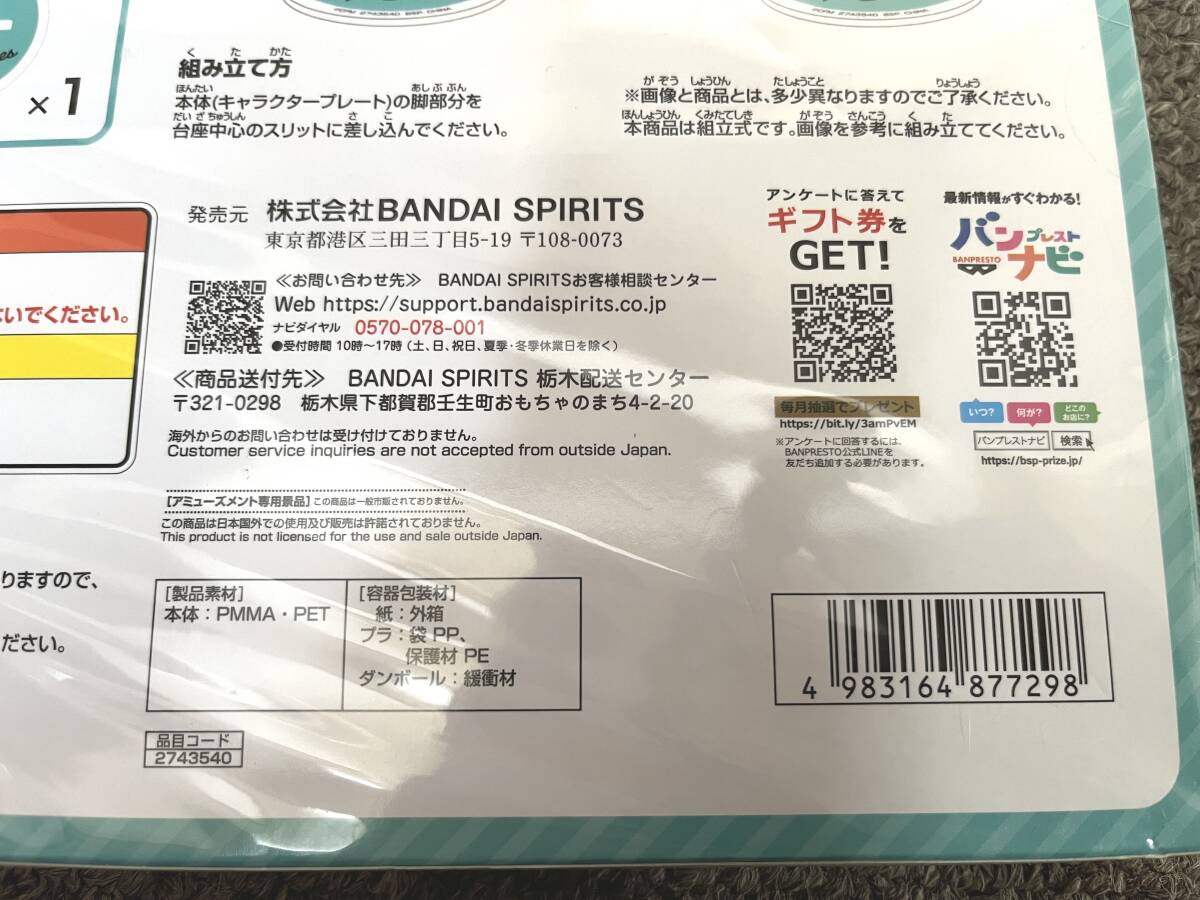 es
×1
組み立て方
本体(キャラクタープレート)の脚部分を
台座中心のスリットに差し込んでください。
※画像と商品とは、多少異なりますのでご了承ください。
本商品は組立式です。画像を参考に組み立ててください。
発売元 株式会社BANDAI SPIRITS
東京都港区三田三丁目5-19 〒108-0073
≪お問い合わせ先≫ BANDAI SPIRITSお客様相談センター
Web https://support.bandaispirits.co.jp
ナビダイヤル 0570-078-001
●受付時間 10時〜17時（土、日、祝日、夏季・冬季休業日を除く）
≪商品送付先≫ BANDAI SPIRITS 栃木配送センター
〒321-0298 栃木県下都賀郡壬生町おもちゃのまち4-2-20
海外からのお問い合わせは受け付けておりません。
Customer service inquiries are not accepted from outside Japan.
[アミューズメント専用景品] この商品は一般市販されておりません。
この商品は日本国外での使用及び販売は許諾されておりません。
This product is not licensed for the use and sale outside Japan.
アンケートに答えて
ギフト券を
GET!
毎月抽選でプレゼント
https://bit.ly/3amPvEM
※アンケートに回答するには、
BANPRESTO公式LINEを
友だち追加する必要があります。
最新情報がすぐわかる!
バンプレスト
BANPRESTO
ナビ
いつ? 何が? どこのお店に?
バンプレストナビ 検索
https://bsp-prize.jp/
いでください。
りますので、
ださい。
[製品素材]
本体：PMMA・PET
[容器包装材]
紙：外箱
プラ：袋 PP、
保護材 PE
ダンボール：緩衝材
品目コード
2743540
4 983164 877298